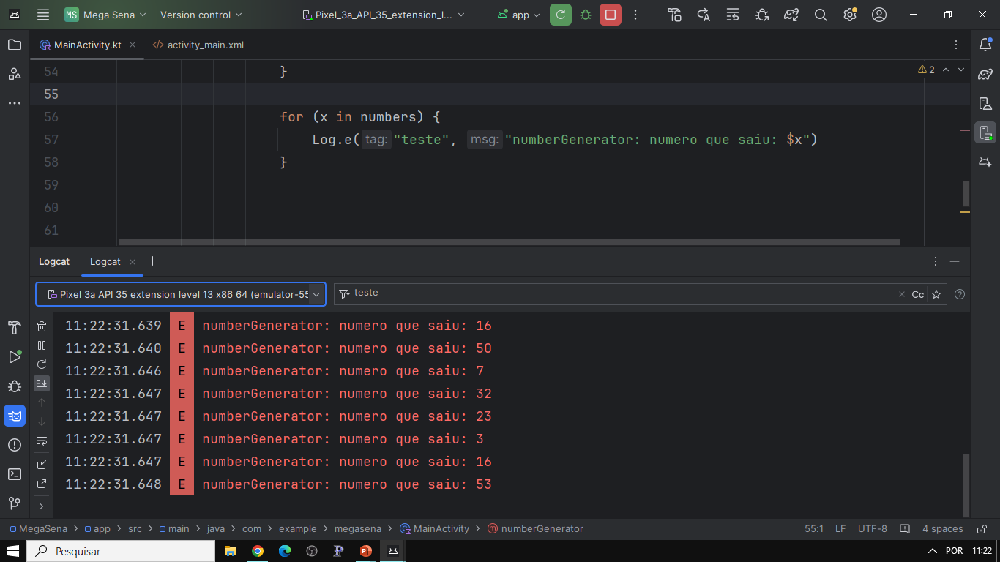 MS Mega Sena Version control Pixel_3a_API_35_extension_l... app
MainActivity.kt activity_main.xml
54 }
2
55
56 for (x in numbers) {
57 Log.e( tag: "teste", msg: "numberGenerator: numero que saiu: $x")
58 }
59
60
61
Logcat Logcat
Pixel 3a API 35 extension level 13 x86 64 (emulator-55 teste Cc
11:22:31.639 E numberGenerator: numero que saiu: 16
11:22:31.640 E numberGenerator: numero que saiu: 50
11:22:31.646 E numberGenerator: numero que saiu: 7
11:22:31.647 E numberGenerator: numero que saiu: 32
11:22:31.647 E numberGenerator: numero que saiu: 23
11:22:31.647 E numberGenerator: numero que saiu: 3
11:22:31.647 E numberGenerator: numero que saiu: 16
11:22:31.648 E numberGenerator: numero que saiu: 53
MegaSena > app > src > main > java > com > example > megasena > MainActivity > numberGenerator 55:1 LF UTF-8 4 spaces
Pesquisar POR 11:22